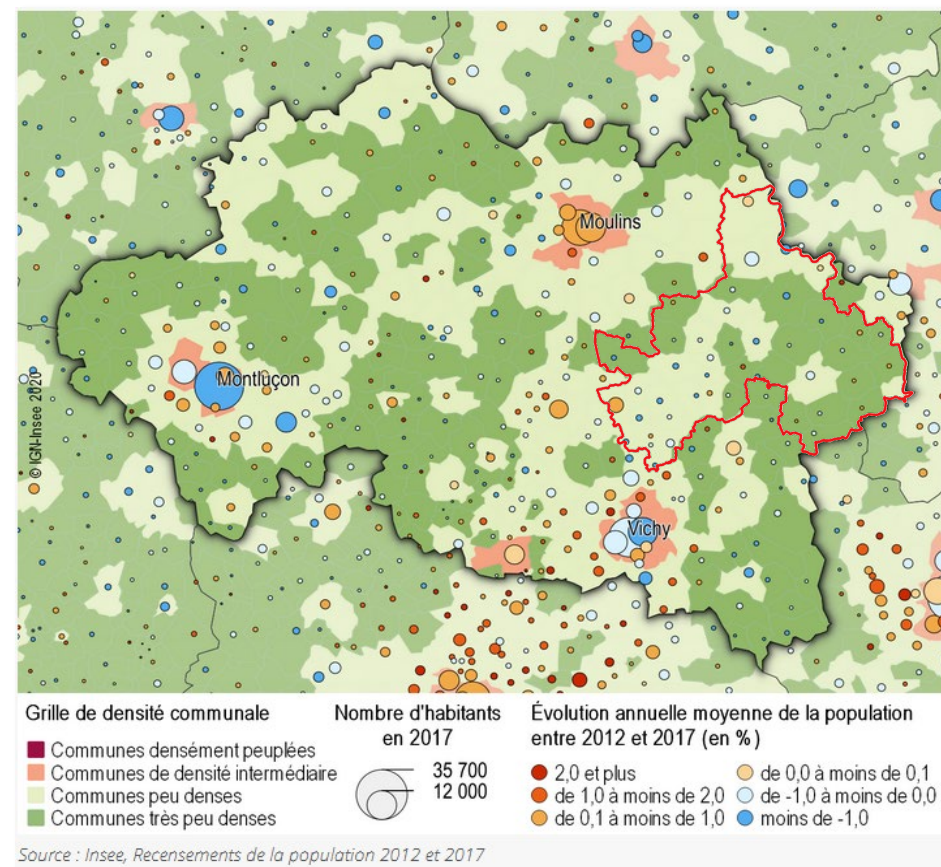 Moulins
Montluçon
Vichy
© IGN-Insee 2020
Grille de densité communale
Communes densément peuplées
Communes de densité intermédiaire
Communes peu denses
Communes très peu denses
Nombre d'habitants
en 2017
35 700
12 000
Évolution annuelle moyenne de la population
entre 2012 et 2017 (en %)
2,0 et plus
de 1,0 à moins de 2,0
de 0,1 à moins de 1,0
de 0,0 à moins de 0,1
de -1,0 à moins de 0,0
moins de -1,0
Source : Insee, Recensements de la population 2012 et 2017